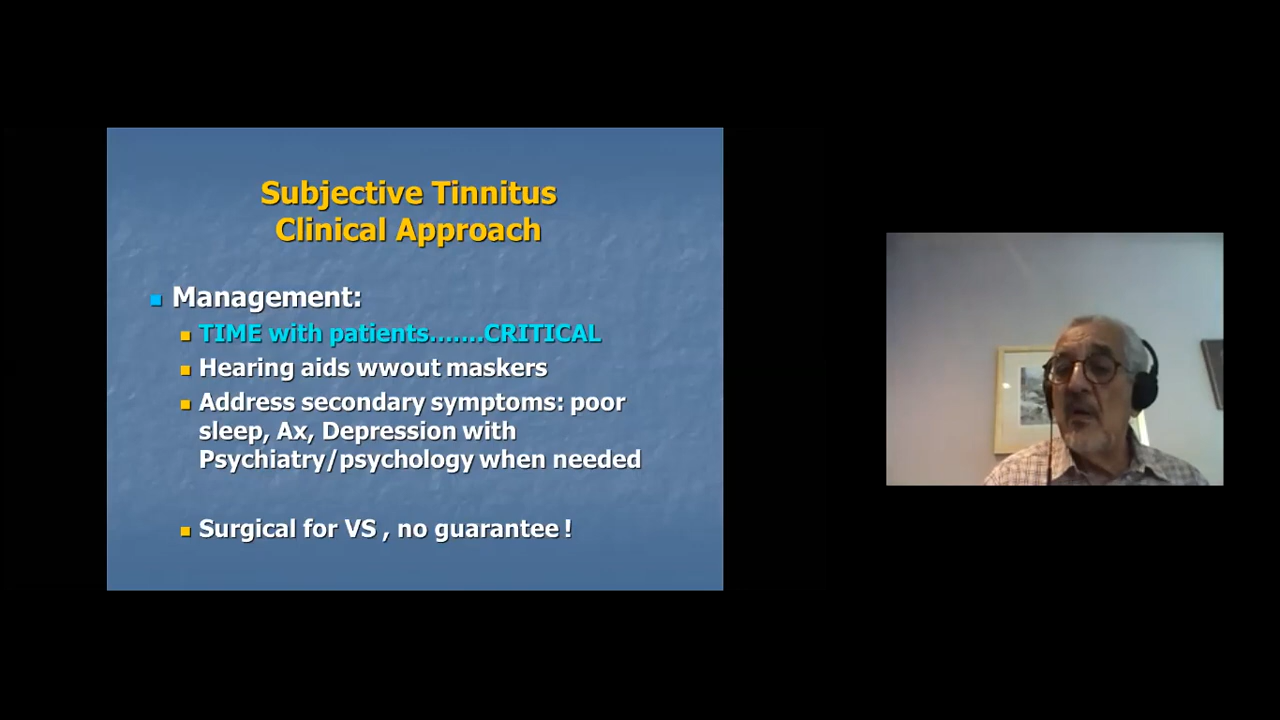 Subjective Tinnitus
Clinical Approach
Management:
TIME with patients.......CRITICAL
Hearing aids wwout maskers
Address secondary symptoms: poor
sleep, Ax, Depression with
Psychiatry/psychology when needed
Surgical for VS , no guarantee !